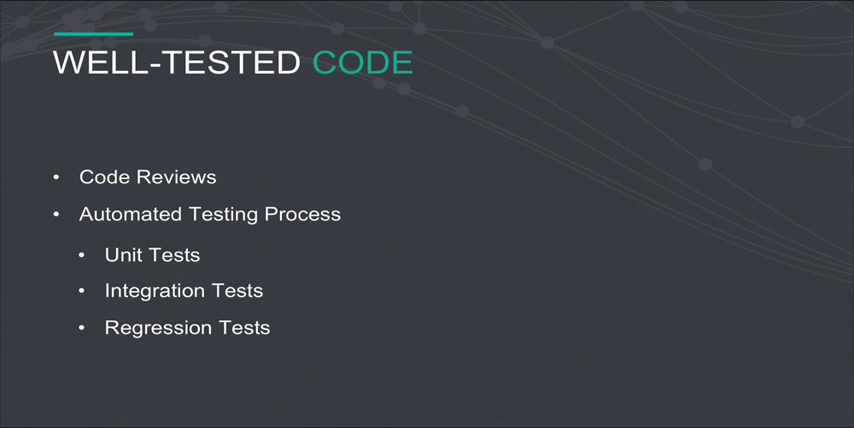 WELL-TESTED CODE
• Code Reviews
• Automated Testing Process
• Unit Tests
• Integration Tests
• Regression Tests